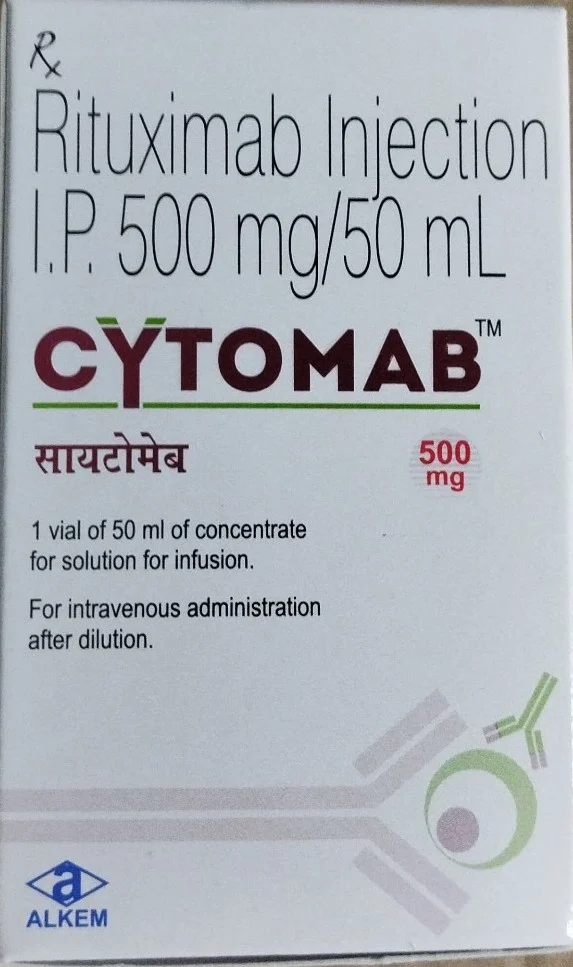 Rx
Rituximab Injection
I.P. 500 mg/50 mL
CYTOMAB™
सायटोमेब
500
mg
1 vial of 50 ml of concentrate
for solution for infusion.
For intravenous administration
after dilution.
a
ALKEM